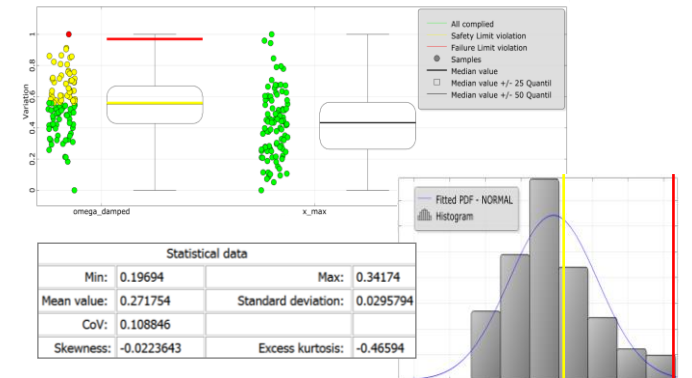 All complied
Safety Limit violation
Failure Limit violation
Samples
Median value
Median value +/- 25 Quantil
Median value +/- 50 Quantil
Variation
0.8
0.6
0.4
0.2
0
omega_damped
x_max
Fitted PDF - NORMAL
Histogram
Statistical data
Min: 0.19694 Max: 0.34174
Mean value: 0.271754 Standard deviation: 0.0295794
CoV: 0.108846
Skewness: -0.0223643 Excess kurtosis: -0.46594